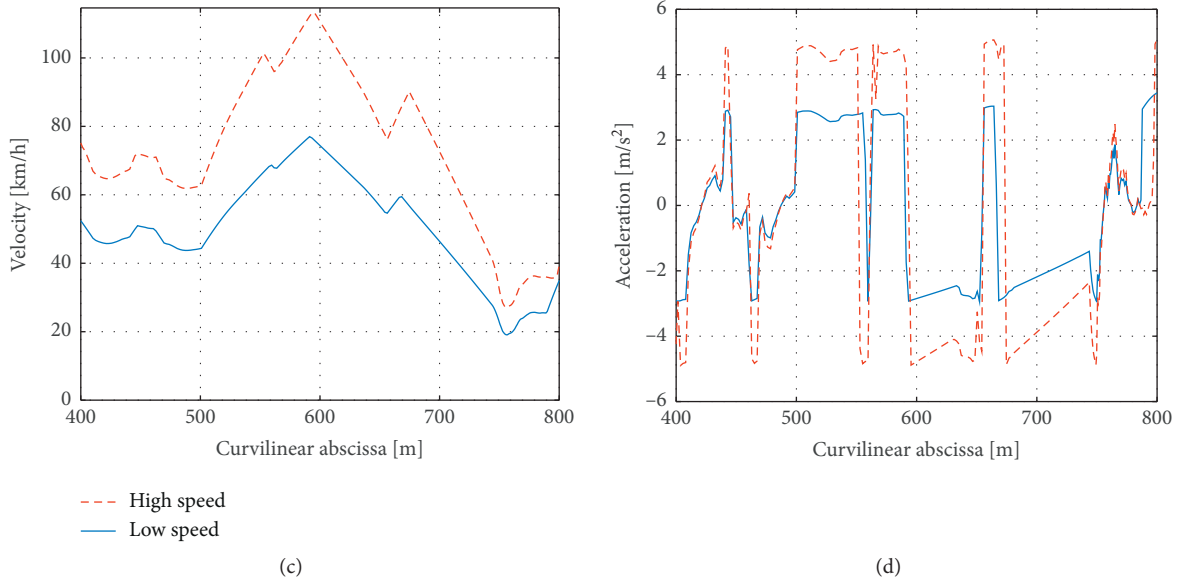 100
80
60
40
20
0
Velocity [km/h]
400 500 600 700 800
Curvilinear abscissa [m]
High speed
Low speed
(c)
6
4
2
0
−2
−4
−6
Acceleration [m/s²]
400 500 600 700 800
Curvilinear abscissa [m]
(d)